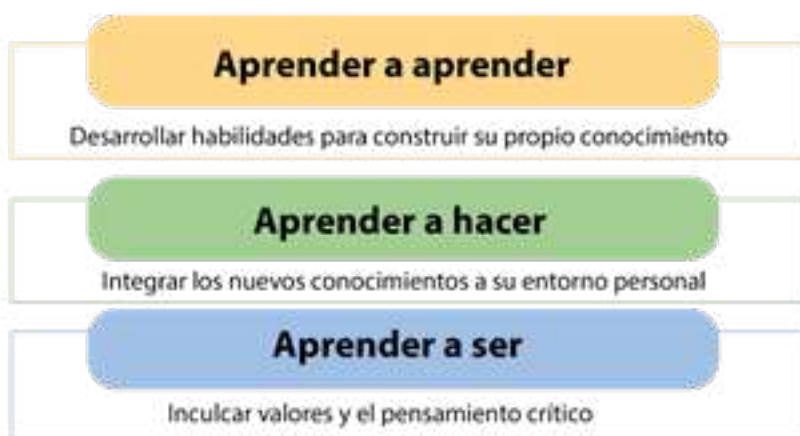 Aprender a aprender
Desarrollar habilidades para construir su propio conocimiento
Aprender a hacer
Integrar los nuevos conocimientos a su entorno personal
Aprender a ser
Inculcar valores y el pensamiento crítico